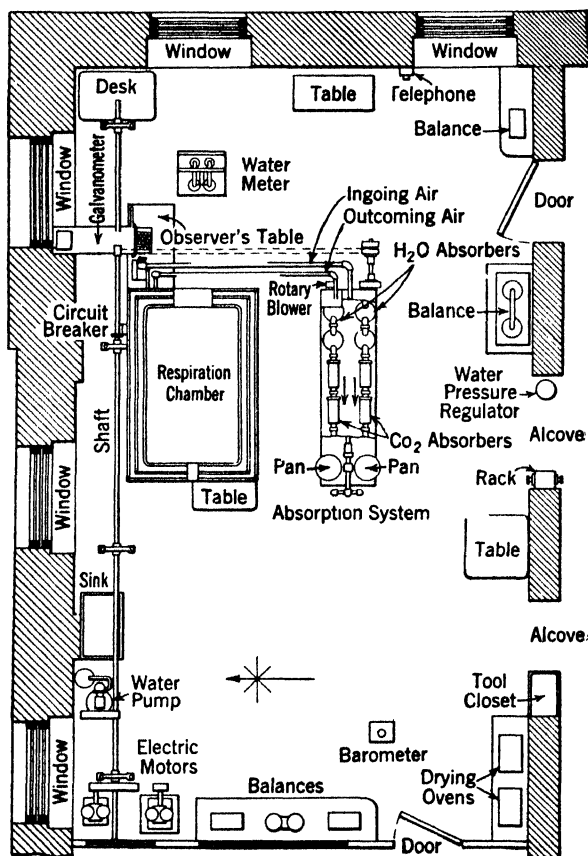 Window
Window
Desk
Table
Telephone
Balance
Window
Galvanometer
Water
Meter
Door
Ingoing Air
Outcoming Air
Observer's Table
H2O Absorbers
Rotary
Blower
Circuit
Breaker
Balance
Respiration
Chamber
Water
Pressure
Regulator
Shaft
Co2 Absorbers
Alcove
Pan
Pan
Rack
Window
Table
Absorption System
Table
Sink
Alcove
Water
Pump
Tool
Closet
Window
Electric
Motors
Barometer
Balances
Drying
Ovens
Door